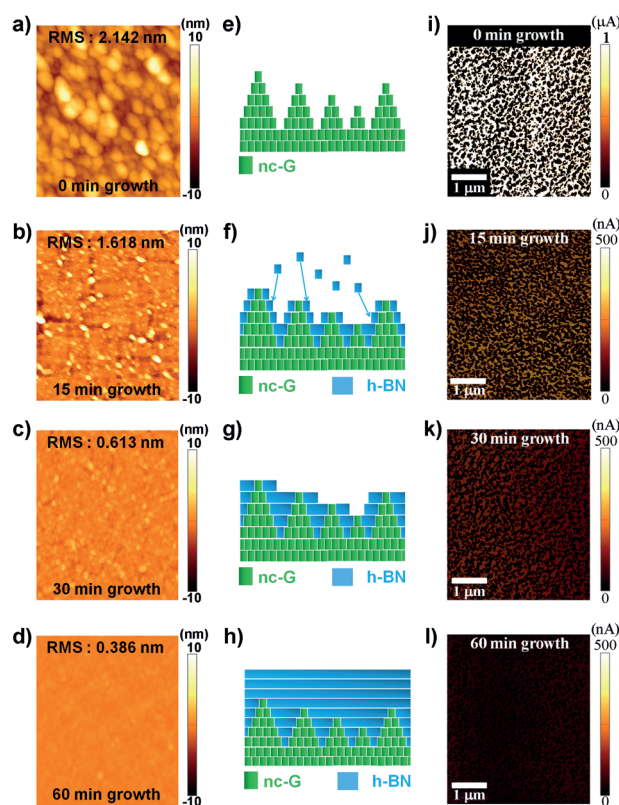 a)
(nm)
RMS : 2.142 nm
10
0 min growth
-10
e)
nc-G
i)
(μA)
0 min growth
1
1 μm
0
b)
(nm)
RMS : 1.618 nm
10
15 min growth
-10
f)
nc-G h-BN
j)
(nA)
15 min growth
500
1 μm
0
c)
(nm)
RMS : 0.613 nm
10
30 min growth
-10
g)
nc-G h-BN
k)
(nA)
30 min growth
500
1 μm
0
d)
(nm)
RMS : 0.386 nm
10
60 min growth
-10
h)
nc-G h-BN
l)
(nA)
60 min growth
500
1 μm
0